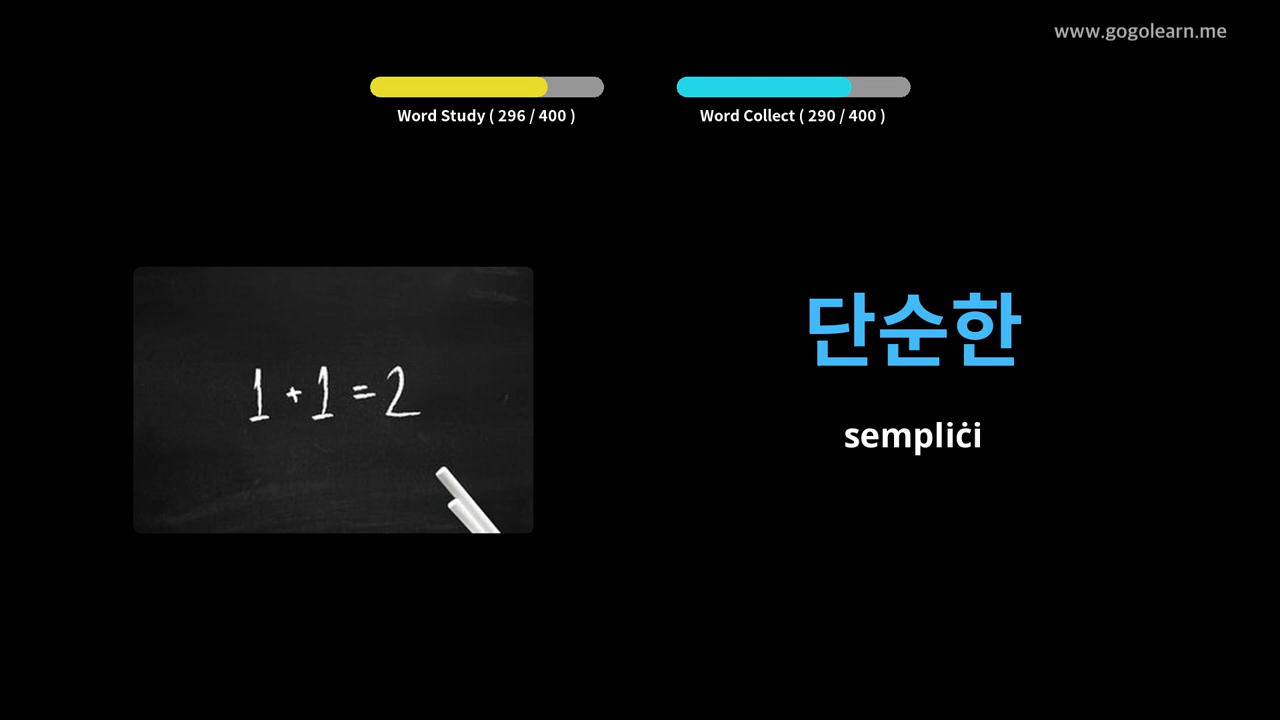 www.gogolearn.me
Word Study ( 296 / 400 )
Word Collect ( 290 / 400 )
1 + 1 = 2
단순한
sempliċi